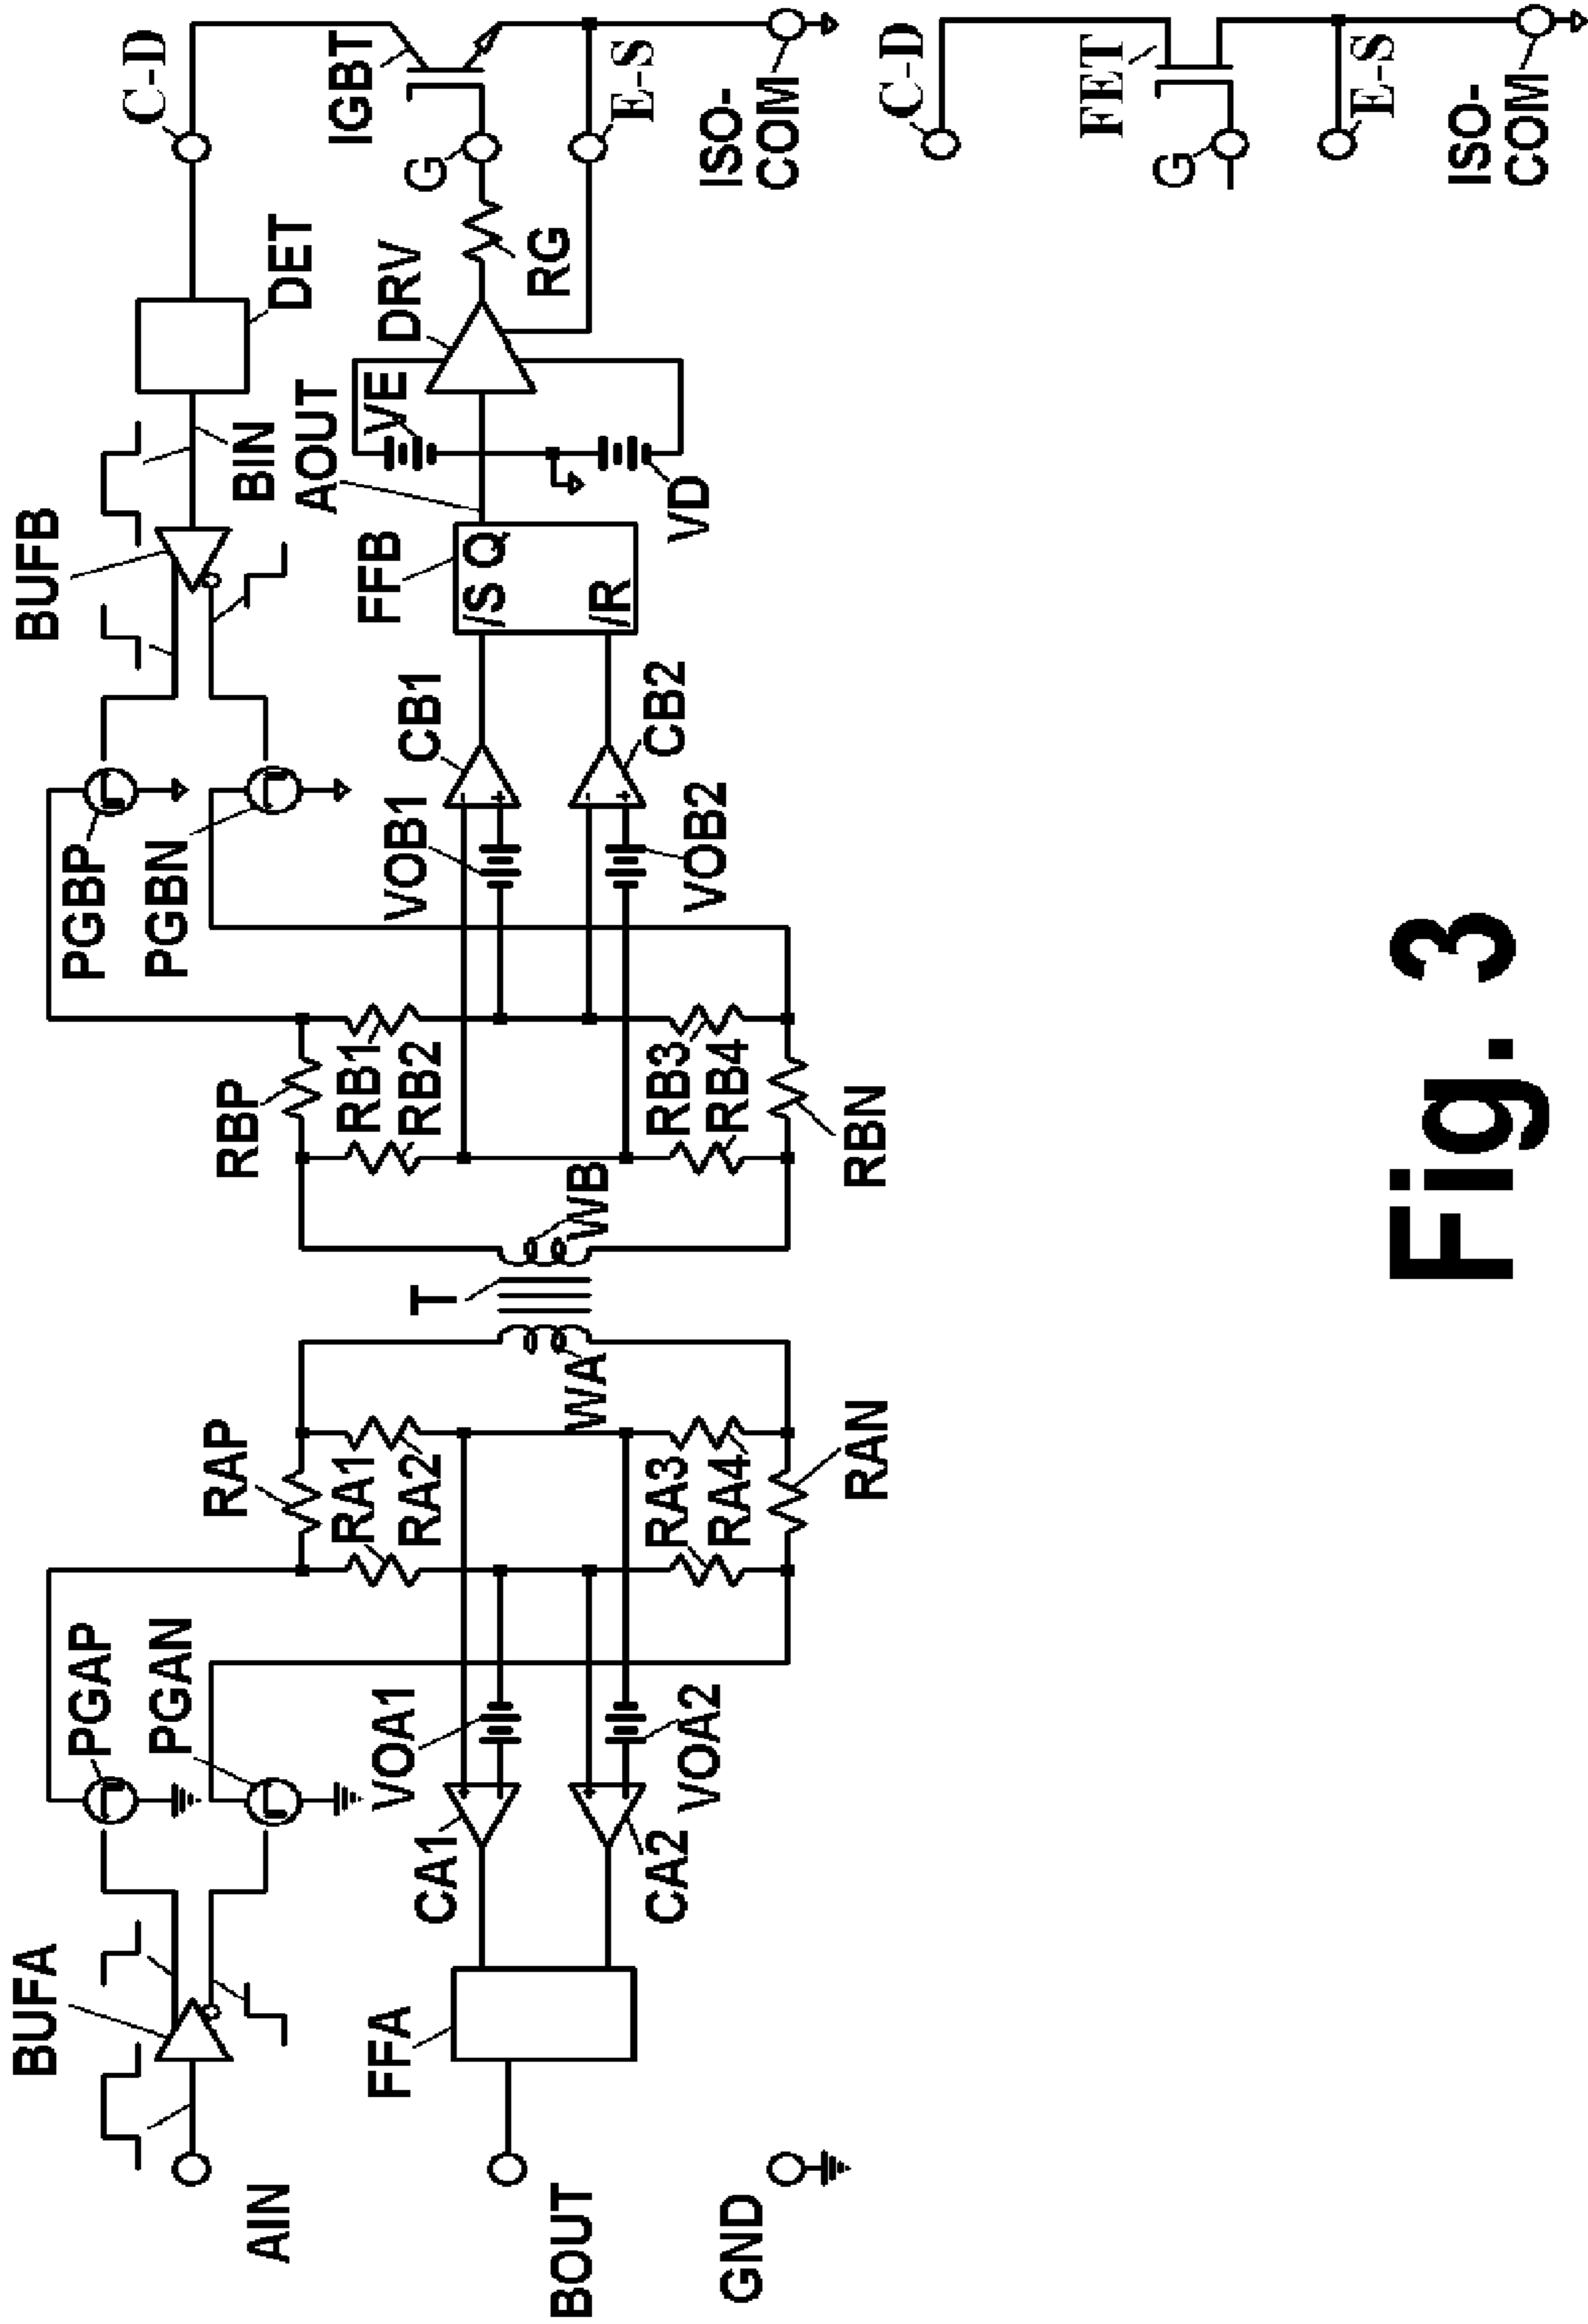 AIN
BUFA
BOUT
GND
FFA
PGAP
PGAN
CA1
VOA1
CA2
VOA2
RAP
RA1
RA2
RA3
RA4
RAN
WA
T
WB
RBP
RB1
RB2
RB3
RB4
RBN
PGBP
PGBN
VOB1
CB1
VOB2
CB2
BUFB
FFB
/S Q
/R
BIN
AOUT
VE
VD
DRV
DET
RG
C-D
IGBT
G
E-S
ISO-
COM
C-D
FET
G
E-S
ISO-
COM
Fig. 3